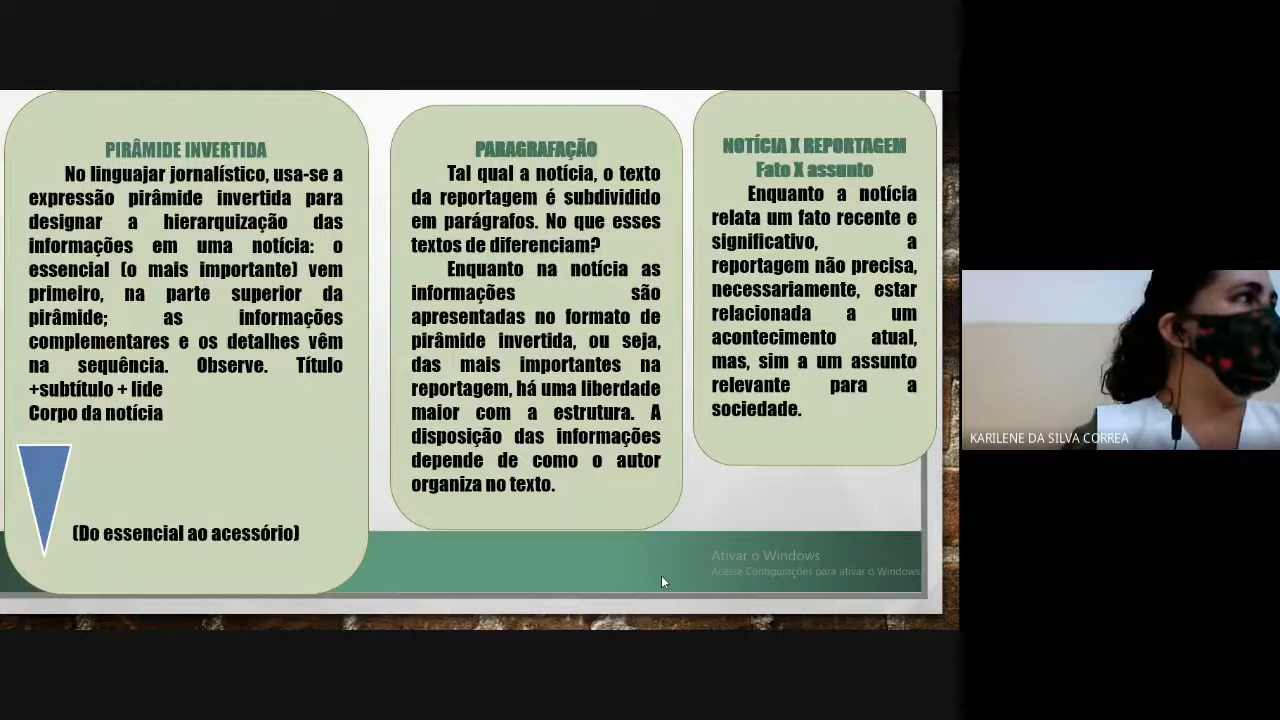 PIRÂMIDE INVERTIDA
No linguajar jornalístico, usa-se a
expressão pirâmide invertida para
designar a hierarquização das
informações em uma notícia: o
essencial (o mais importante) vem
primeiro, na parte superior da
pirâmide; as informações
complementares e os detalhes vêm
na sequência. Observe. Título
+subtítulo + lide
Corpo da notícia
(Do essencial ao acessório)
PARAGRAFAÇÃO
Tal qual a notícia, o texto
da reportagem é subdividido
em parágrafos. No que esses
textos de diferenciam?
Enquanto na notícia as
informações são
apresentadas no formato de
pirâmide invertida, ou seja,
das mais importantes na
reportagem, há uma liberdade
maior com a estrutura. A
disposição das informações
depende de como o autor
organiza no texto.
NOTÍCIA X REPORTAGEM
Fato X assunto
Enquanto a notícia
relata um fato recente e
significativo, a
reportagem não precisa,
necessariamente, estar
relacionada a um
acontecimento atual,
mas, sim a um assunto
relevante para a
sociedade.
Ativar o Windows
Acesse Configurações para ativar o Windows
KARILENE DA SILVA CORREA